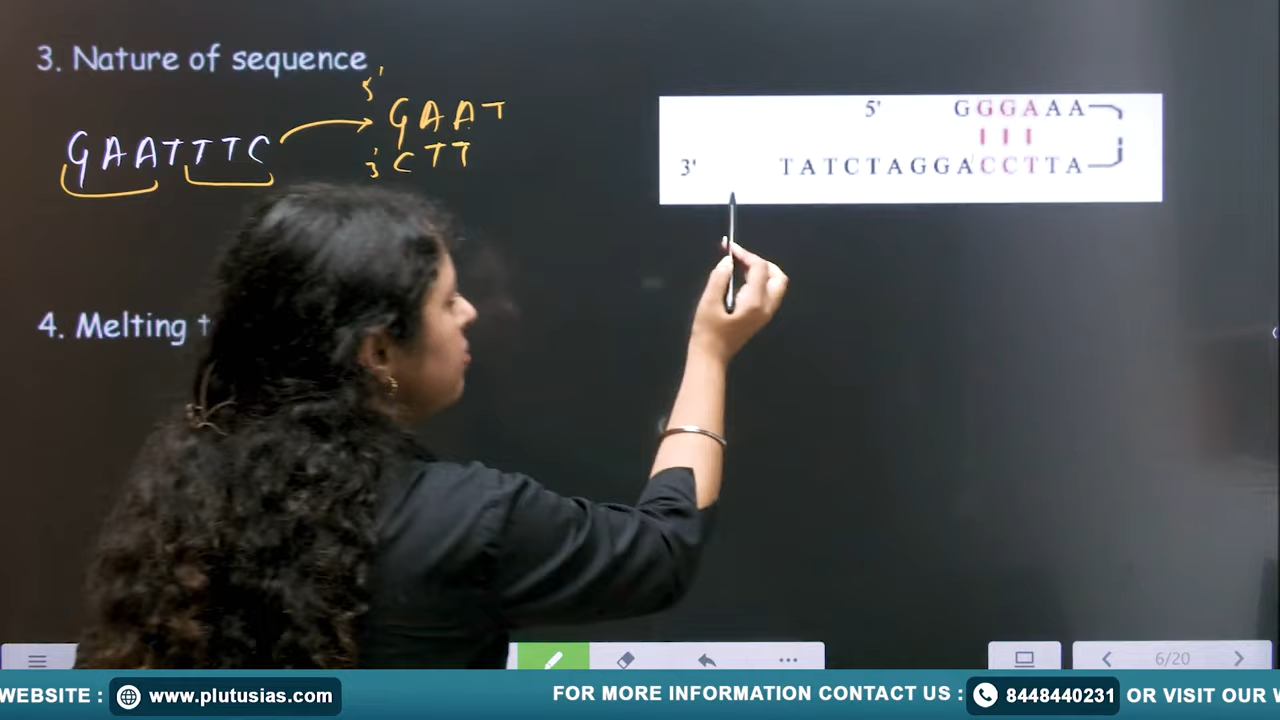 3. Nature of sequence
5'
GAAT
GAATTTC
3' CTT
5' GGGAAA
3' TATCTAGGACCTTA
4. Melting t
6/20
WEBSITE : www.plutusias.com FOR MORE INFORMATION CONTACT US : 8448440231 OR VISIT OUR W